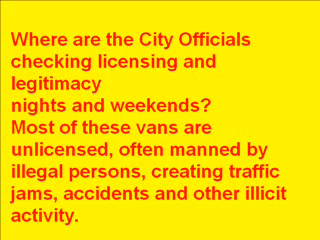 Where are the City Officials
checking licensing and
legitimacy
nights and weekends?
Most of these vans are
unlicensed, often manned by
illegal persons, creating traffic
jams, accidents and other illicit
activity.